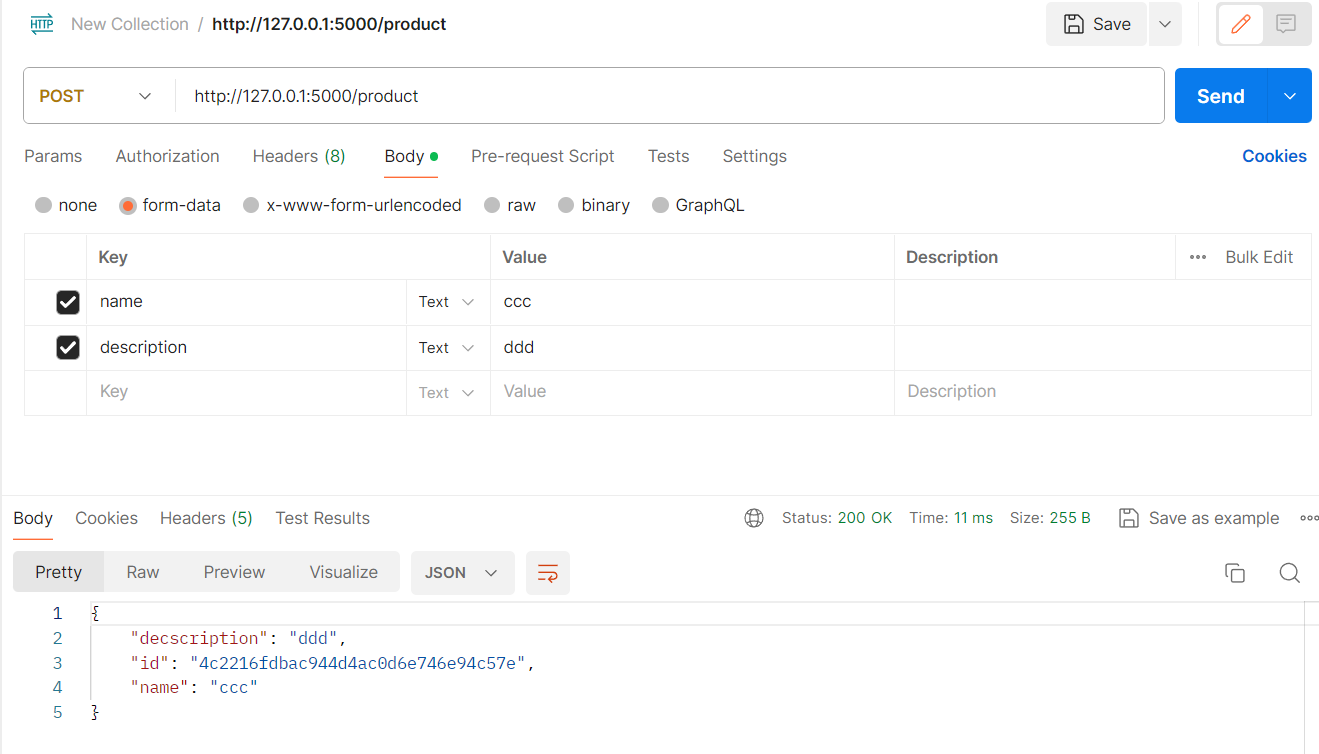 HTTP New Collection / http://127.0.0.1:5000/product Save
POST http://127.0.0.1:5000/product Send
Params Authorization Headers (8) Body Pre-request Script Tests Settings Cookies
none form-data x-www-form-urlencoded raw binary GraphQL
Key Value Description Bulk Edit
name Text ccc
description Text ddd
Key Text Value Description
Body Cookies Headers (5) Test Results Status: 200 OK Time: 11 ms Size: 255 B Save as example
Pretty Raw Preview Visualize JSON
1 {
2 "decscription": "ddd",
3 "id": "4c2216fdbac944d4ac0d6e746e94c57e",
4 "name": "ccc"
5 }